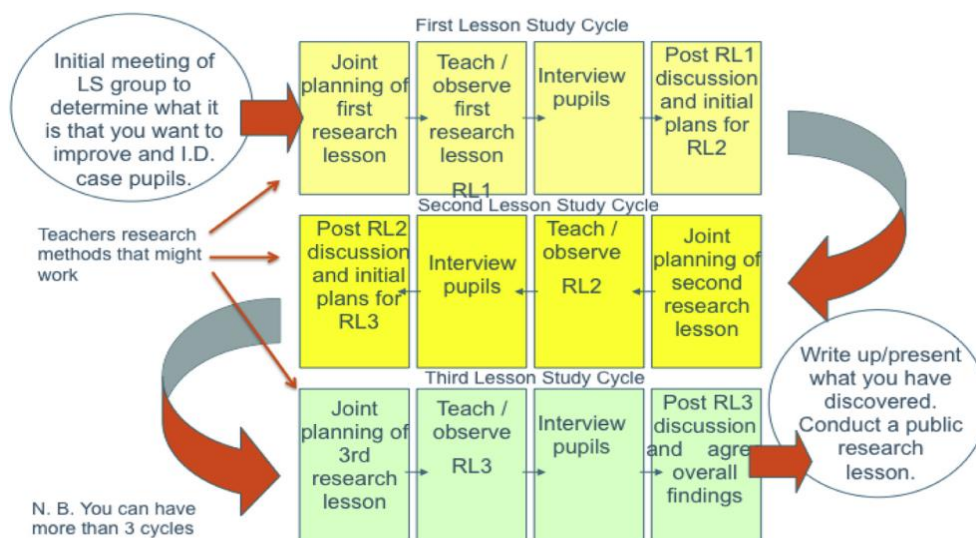 First Lesson Study Cycle
Initial meeting of
LS group to
determine what it
is that you want to
improve and I.D.
case pupils.
Joint
planning of
first
research
lesson
Teach /
observe
first
research
lesson
RL1
Interview
pupils
Post RL1
discussion
and initial
plans for
RL2
Teachers research
methods that might
work
Second Lesson Study Cycle
Joint
planning of
second
research
lesson
Teach /
observe
RL2
Interview
pupils
Post RL2
discussion
and initial
plans for
RL3
Third Lesson Study Cycle
Joint
planning of
3rd
research
lesson
Teach /
observe
RL3
Interview
pupils
Post RL3
discussion
and agree
overall
findings
Write up/present
what you have
discovered.
Conduct a public
research
lesson.
N. B. You can have
more than 3 cycles